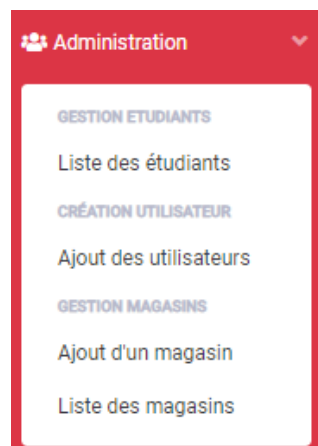 Administration
GESTION ETUDIANTS
Liste des étudiants
CRÉATION UTILISATEUR
Ajout des utilisateurs
GESTION MAGASINS
Ajout d'un magasin
Liste des magasins